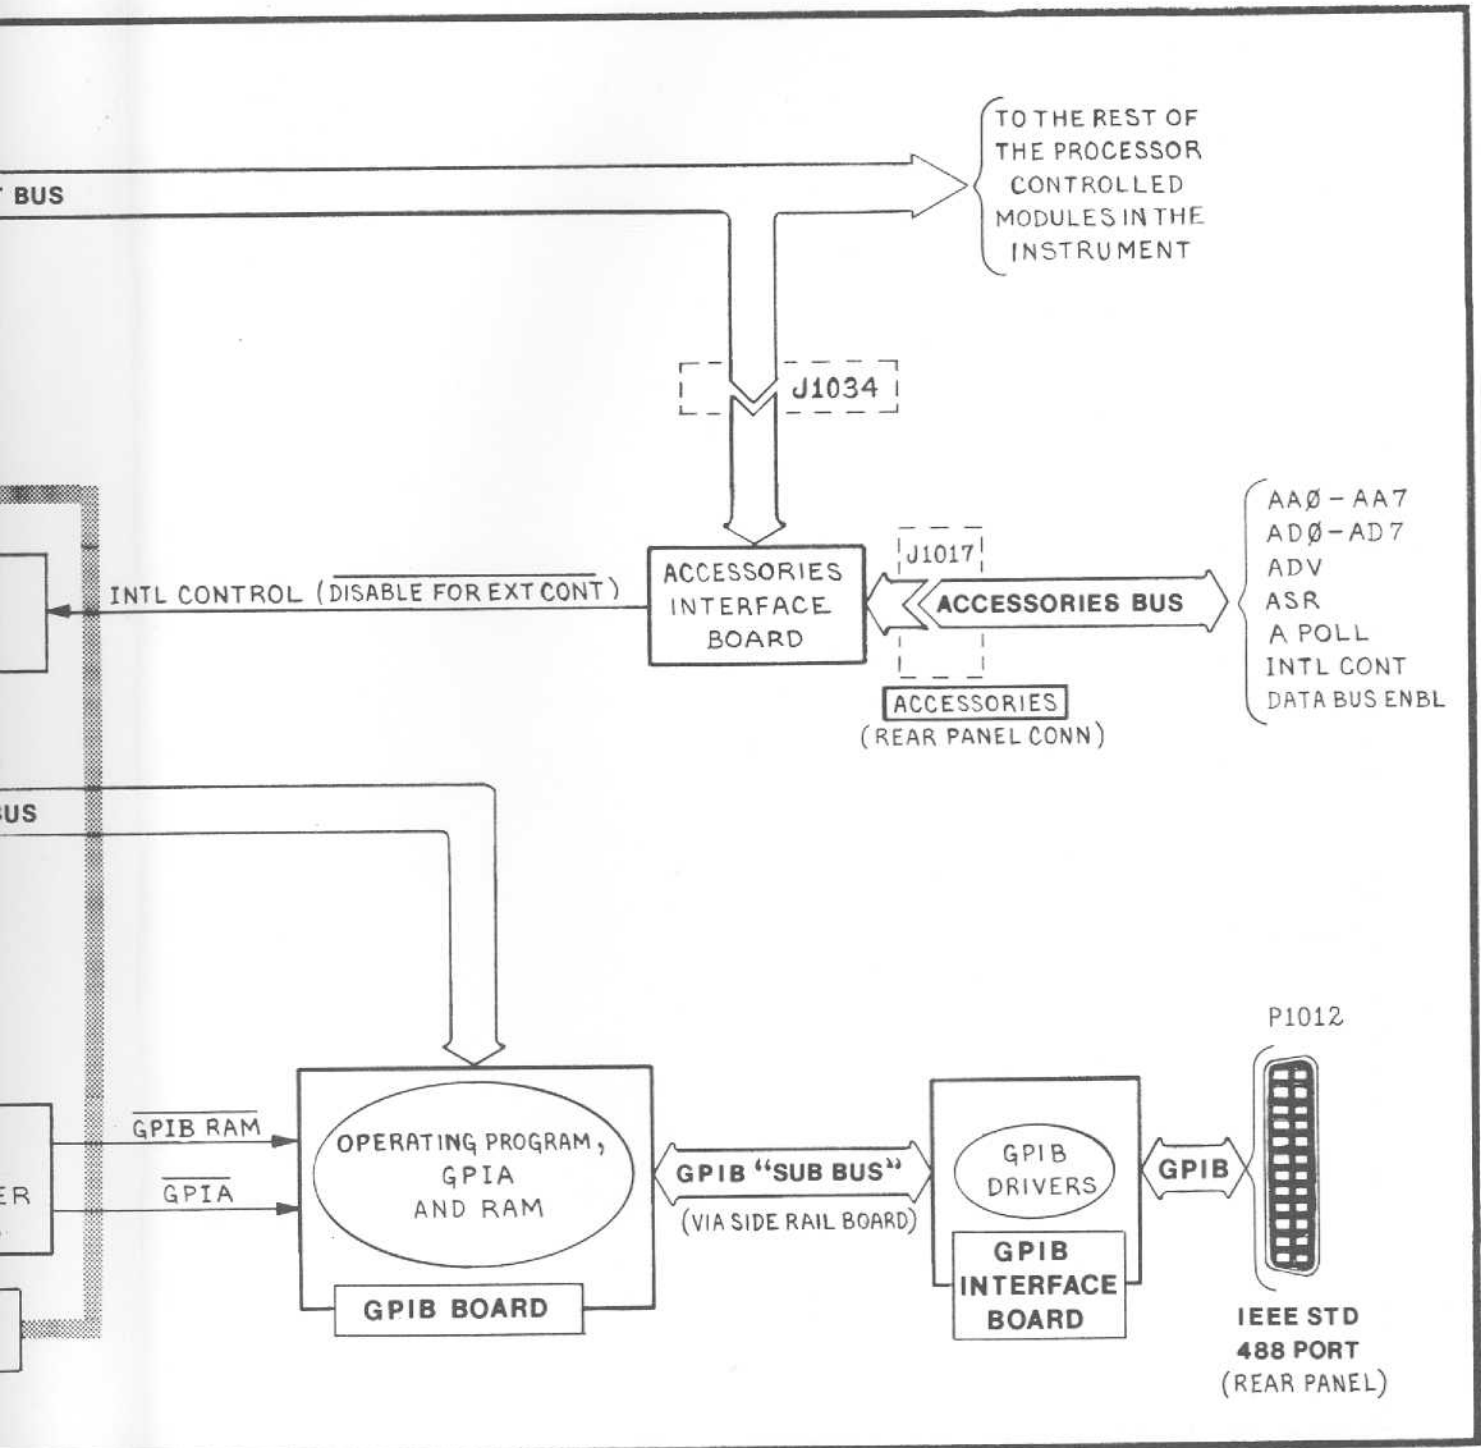 TO THE REST OF
THE PROCESSOR
CONTROLLED
MODULES IN THE
INSTRUMENT
BUS
J1034
AAØ - AA7
ADØ-AD7
ADV
ASR
A POLL
INTL CONT
DATA BUS ENBL
J1017
ACCESSORIES
INTERFACE
BOARD
INTL CONTROL (DISABLE FOR EXT CONT)
ACCESSORIES BUS
ACCESSORIES
(REAR PANEL CONN)
BUS
P1012
GPIB RAM
GPIA
ER
OPERATING PROGRAM,
GPIA
AND RAM
GPIB "SUB BUS"
(VIA SIDE RAIL BOARD)
GPIB
DRIVERS
GPIB
GPIB BOARD
GPIB
INTERFACE
BOARD
IEEE STD
488 PORT
(REAR PANEL)